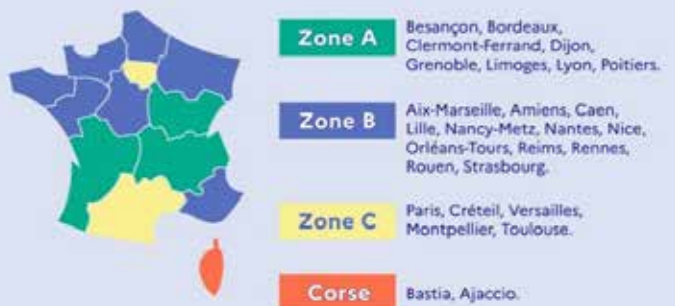 Zone A
Besançon, Bordeaux,
Clermont-Ferrand, Dijon,
Grenoble, Limoges, Lyon, Poitiers.
Zone B
Aix-Marseille, Amiens, Caen,
Lille, Nancy-Metz, Nantes, Nice,
Orléans-Tours, Reims, Rennes,
Rouen, Strasbourg.
Zone C
Paris, Créteil, Versailles,
Montpellier, Toulouse.
Corse
Bastia, Ajaccio.